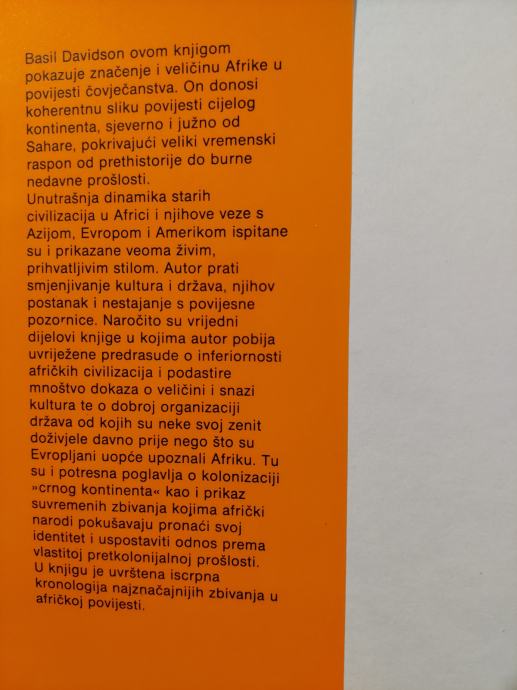 Basil Davidson ovom knjigom
pokazuje značenje i veličinu Afrike u
povijesti čovječanstva. On donosi
koherentnu sliku povijesti cijelog
kontinenta, sjeverno i južno od
Sahare, pokrivajući veliki vremenski
raspon od prethistorije do burne
nedavne prošlosti.
Unutrašnja dinamika starih
civilizacija u Africi i njihove veze s
Azijom, Evropom i Amerikom ispitane
su i prikazane veoma živim,
prihvatljivim stilom. Autor prati
smjenjivanje kultura i država, njihov
postanak i nestajanje s povijesne
pozornice. Naročito su vrijedni
dijelovi knjige u kojima autor pobija
uvriježene predrasude o inferiornosti
afričkih civilizacija i podastire
mnoštvo dokaza o veličini i snazi
kultura te o dobroj organizaciji
država od kojih su neke svoj zenit
doživjele davno prije nego što su
Evropljani uopće upoznali Afriku. Tu
su i potresna poglavlja o kolonizaciji
»crnog kontinenta« kao i prikaz
suvremenih zbivanja kojima afrički
narodi pokušavaju pronaći svoj
identitet i uspostaviti odnos prema
vlastitoj pretkolonijalnoj prošlosti.
U knjigu je uvrštena iscrpna
kronologija najznačajnijih zbivanja u
afričkoj povijesti.